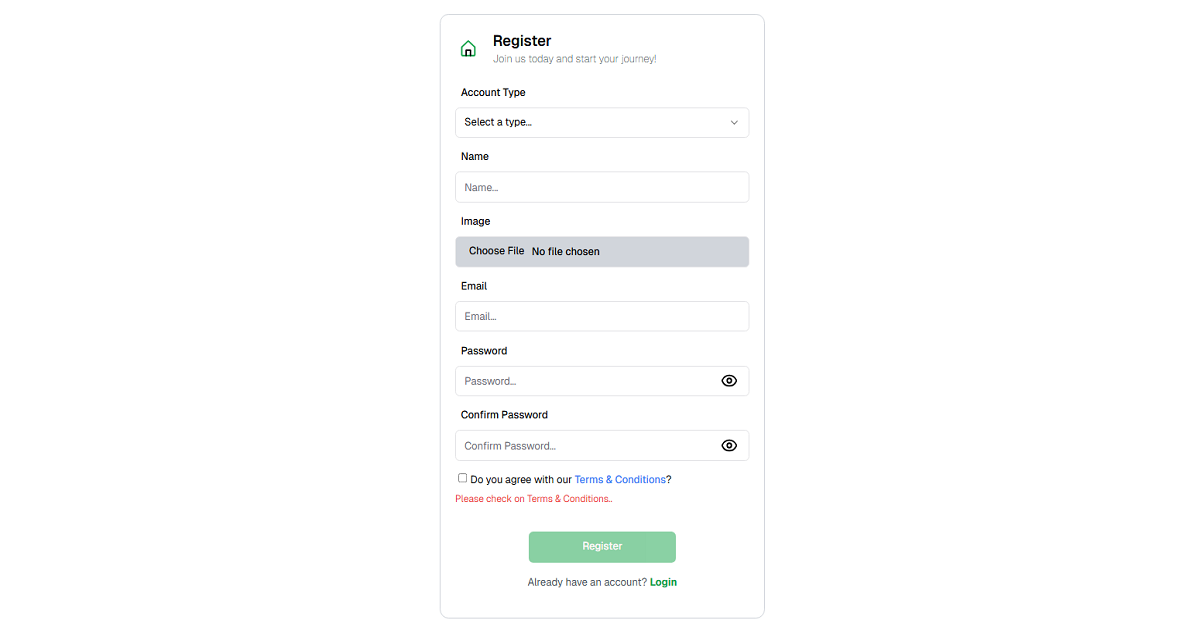 Register
Join us today and start your journey!
Account Type
Select a type...
Name
Name...
Image
Choose File No file chosen
Email
Email...
Password
Password...
Confirm Password
Confirm Password...
Do you agree with our Terms & Conditions?
Please check on Terms & Conditions..
Register
Already have an account? Login